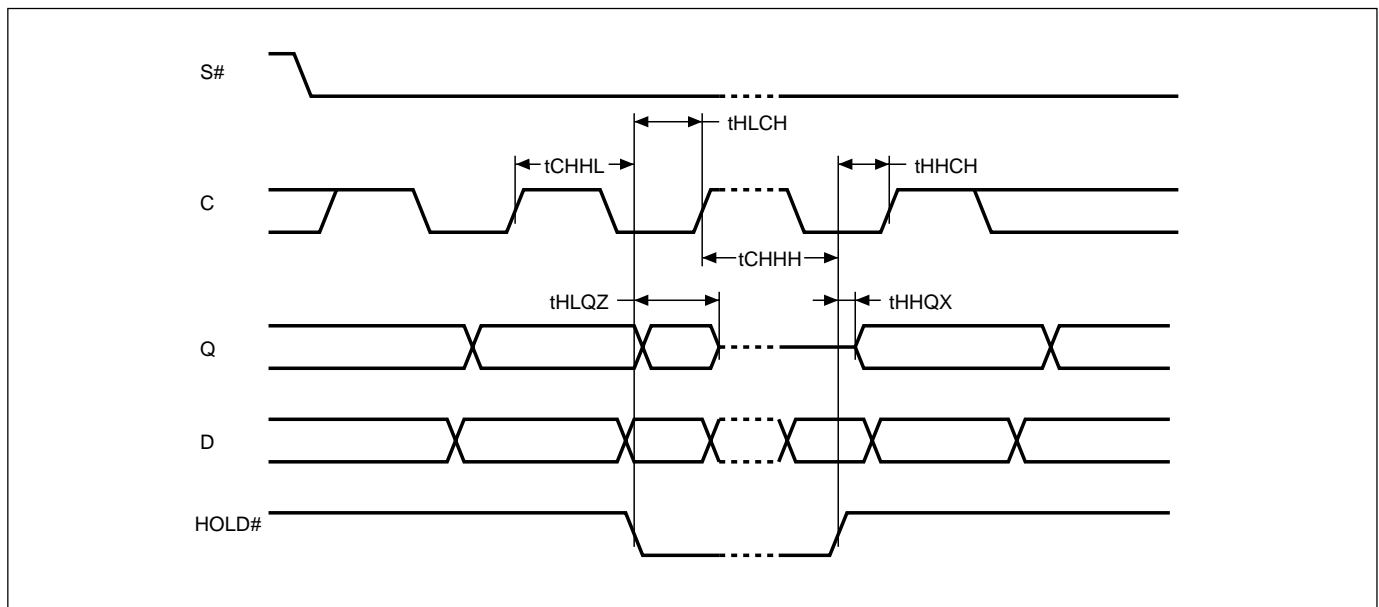 S#
tHLCH
tCHHL
tHHCH
C
tCHHH
tHLQZ
tHHQX
Q
D
HOLD#